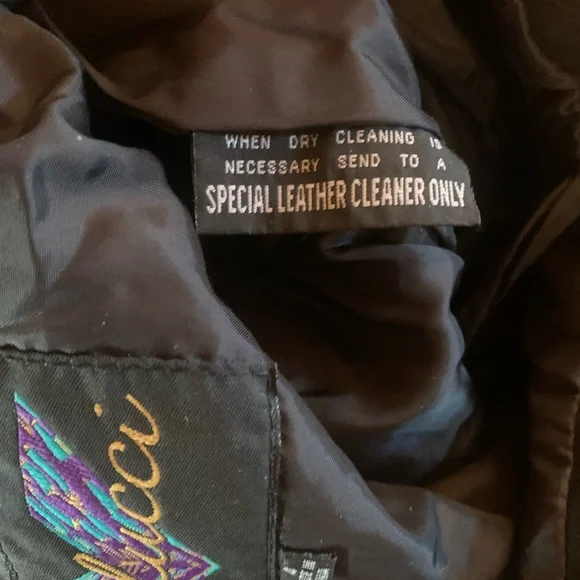 WHEN DRY CLEANING IS
NECESSARY SEND TO A
SPECIAL LEATHER CLEANER ONLY